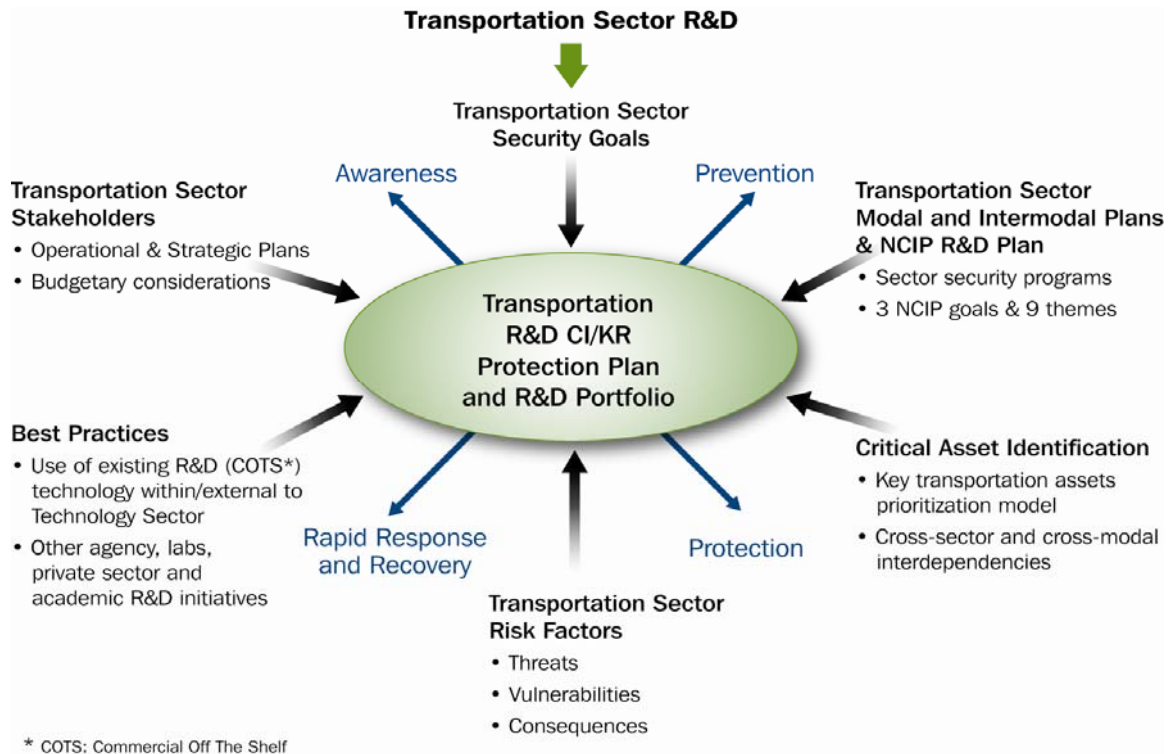 Transportation Sector R&D
Transportation Sector
Security Goals
Awareness
Prevention
Transportation Sector
Stakeholders
• Operational & Strategic Plans
• Budgetary considerations
Transportation Sector
Modal and Intermodal Plans
& NCIP R&D Plan
• Sector security programs
• 3 NCIP goals & 9 themes
Transportation
R&D CI/KR
Protection Plan
and R&D Portfolio
Best Practices
• Use of existing R&D (COTS*)
technology within/external to
Technology Sector
• Other agency, labs,
private sector and
academic R&D initiatives
Critical Asset Identification
• Key transportation assets
prioritization model
• Cross-sector and cross-modal
interdependencies
Rapid Response
and Recovery
Protection
Transportation Sector
Risk Factors
• Threats
• Vulnerabilities
• Consequences
* COTS: Commercial Off The Shelf